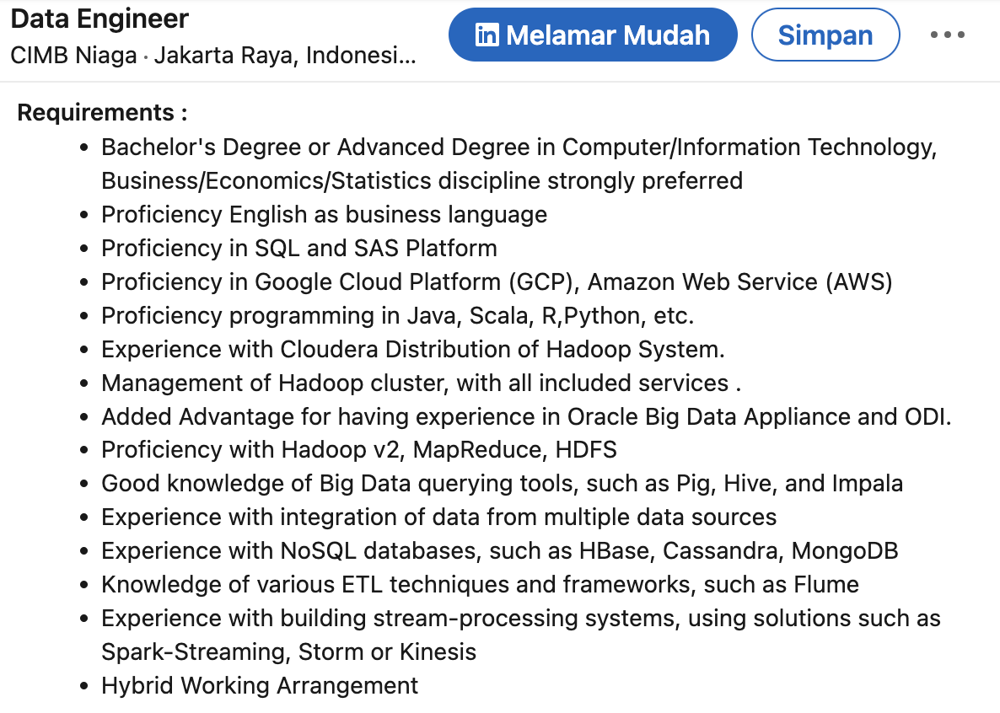 Data Engineer
CIMB Niaga · Jakarta Raya, Indonesi...
in Melamar Mudah
Simpan
Requirements :
• Bachelor's Degree or Advanced Degree in Computer/Information Technology,
Business/Economics/Statistics discipline strongly preferred
• Proficiency English as business language
• Proficiency in SQL and SAS Platform
• Proficiency in Google Cloud Platform (GCP), Amazon Web Service (AWS)
• Proficiency programming in Java, Scala, R,Python, etc.
• Experience with Cloudera Distribution of Hadoop System.
• Management of Hadoop cluster, with all included services .
• Added Advantage for having experience in Oracle Big Data Appliance and ODI.
• Proficiency with Hadoop v2, MapReduce, HDFS
• Good knowledge of Big Data querying tools, such as Pig, Hive, and Impala
• Experience with integration of data from multiple data sources
• Experience with NoSQL databases, such as HBase, Cassandra, MongoDB
• Knowledge of various ETL techniques and frameworks, such as Flume
• Experience with building stream-processing systems, using solutions such as
Spark-Streaming, Storm or Kinesis
• Hybrid Working Arrangement